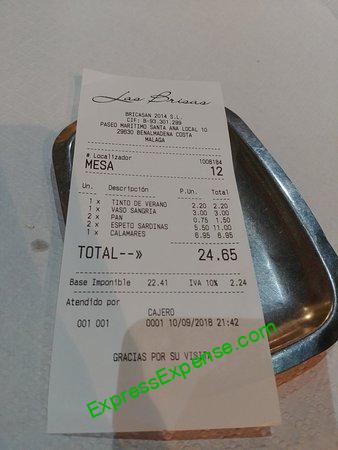 Las Brisas
BRICASAN 2014 S.L.
CIF: B-93.301.299
PASEO MARITIMO SANTA ANA LOCAL 10
29630 BENALMADENA COSTA
MALAGA
#.Localizador 1008184
MESA 12
Un. Descripción P.Un. Total
1 x TINTO DE VERANO 2.20 2.20
1 x VASO SANGRIA 3.00 3.00
2 x PAN 0.75 1.50
2 x ESPETO SARDINAS 5.50 11.00
1 x CALAMARES 6.95 6.95
TOTAL--» 24.65
Base Imponible 22.41 IVA 10% 2.24
Atendido por
CAJERO
001 001 0001 10/09/2018 21:42
GRACIAS POR SU VISITA
ExpressExpense.com